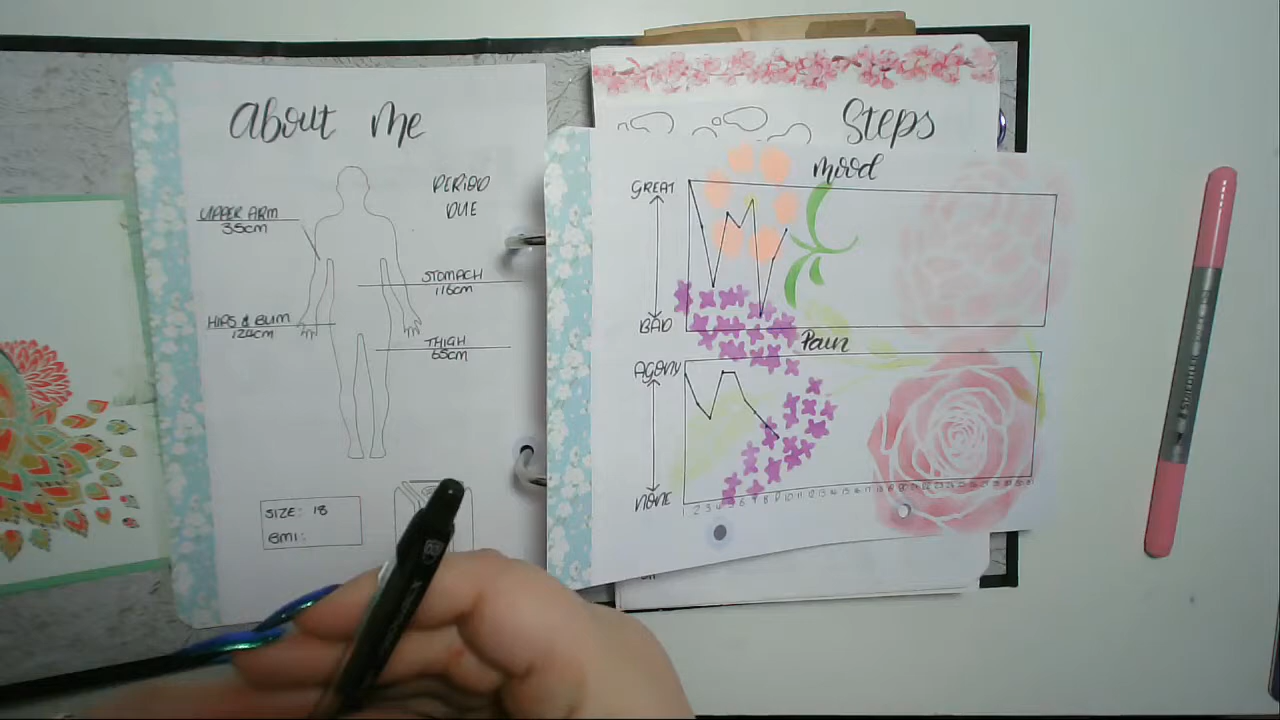 About Me
PERIOD
DUE
UPPER ARM
35cm
STOMACH
116cm
HIPS & BUM
THIGH
65cm
SIZE: 18
BMI:
Steps
Mood
GREAT
BAD
Pain
AGONY
NONE